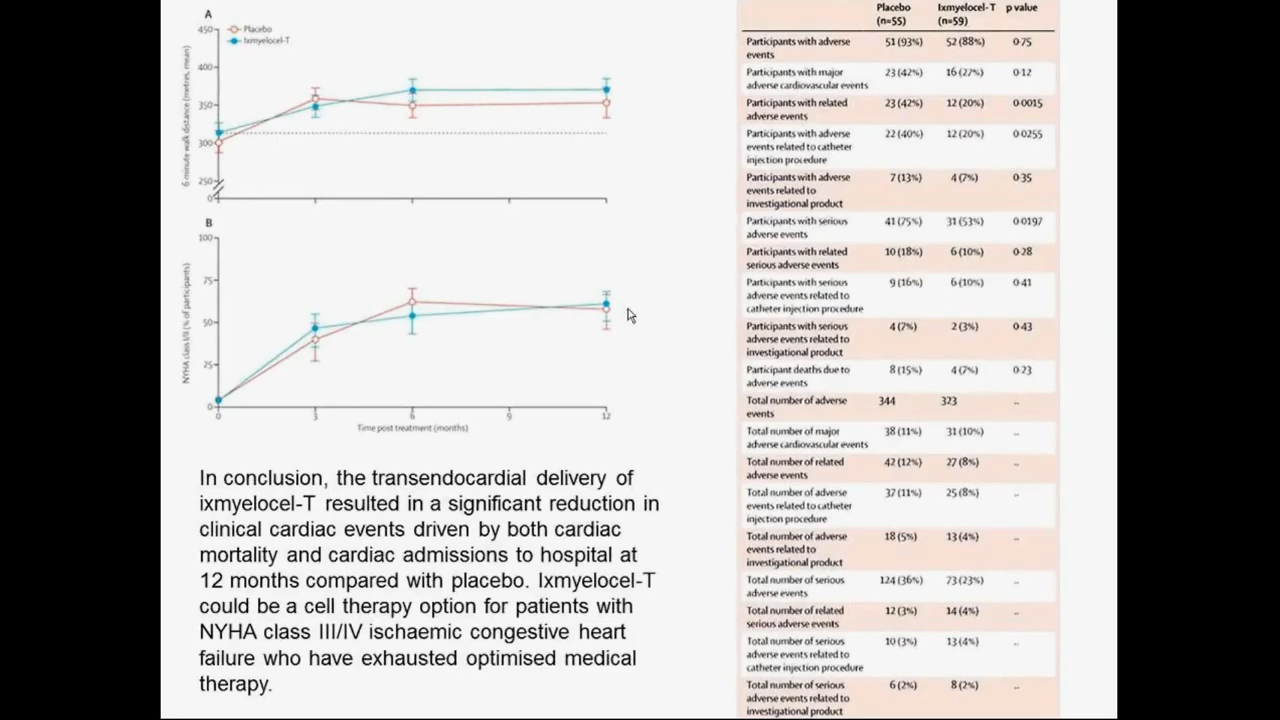 A
450
400
350
300
250
0
6 minute walk distance (metres, mean)
Placebo
Ixmyelocel-T
B
100
75
50
25
0
NYHA class I/II (% of participants)
0
3
6
9
12
Time post treatment (months)
In conclusion, the transendocardial delivery of
ixmyelocel-T resulted in a significant reduction in
clinical cardiac events driven by both cardiac
mortality and cardiac admissions to hospital at
12 months compared with placebo. Ixmyelocel-T
could be a cell therapy option for patients with
NYHA class III/IV ischaemic congestive heart
failure who have exhausted optimised medical
therapy.
Placebo Ixmyelocel-T p value
(n=55) (n=59)
Participants with adverse 51 (93%) 52 (88%) 0·75
events
Participants with major 23 (42%) 16 (27%) 0·12
adverse cardiovascular events
Participants with related 23 (42%) 12 (20%) 0·0015
adverse events
Participants with adverse 22 (40%) 12 (20%) 0·0255
events related to catheter
injection procedure
Participants with adverse 7 (13%) 4 (7%) 0·35
events related to
investigational product
Participants with serious 41 (75%) 31 (53%) 0·0197
adverse events
Participants with related 10 (18%) 6 (10%) 0·28
serious adverse events
Participants with serious 9 (16%) 6 (10%) 0·41
adverse events related to
catheter injection procedure
Participants with serious 4 (7%) 2 (3%) 0·43
adverse events related to
investigational product
Participant deaths due to 8 (15%) 4 (7%) 0·23
adverse events
Total number of adverse 344 323 ..
events
Total number of major 38 (11%) 31 (10%) ..
adverse cardiovascular events
Total number of related 42 (12%) 27 (8%) ..
adverse events
Total number of adverse 37 (11%) 25 (8%) ..
events related to catheter
injection procedure
Total number of adverse 18 (5%) 13 (4%) ..
events related to
investigational product
Total number of serious 124 (36%) 73 (23%) ..
adverse events
Total number of related 12 (3%) 14 (4%) ..
serious adverse events
Total number of serious 10 (3%) 13 (4%) ..
adverse events related to
catheter injection procedure
Total number of serious 6 (2%) 8 (2%) ..
adverse events related to
investigational product